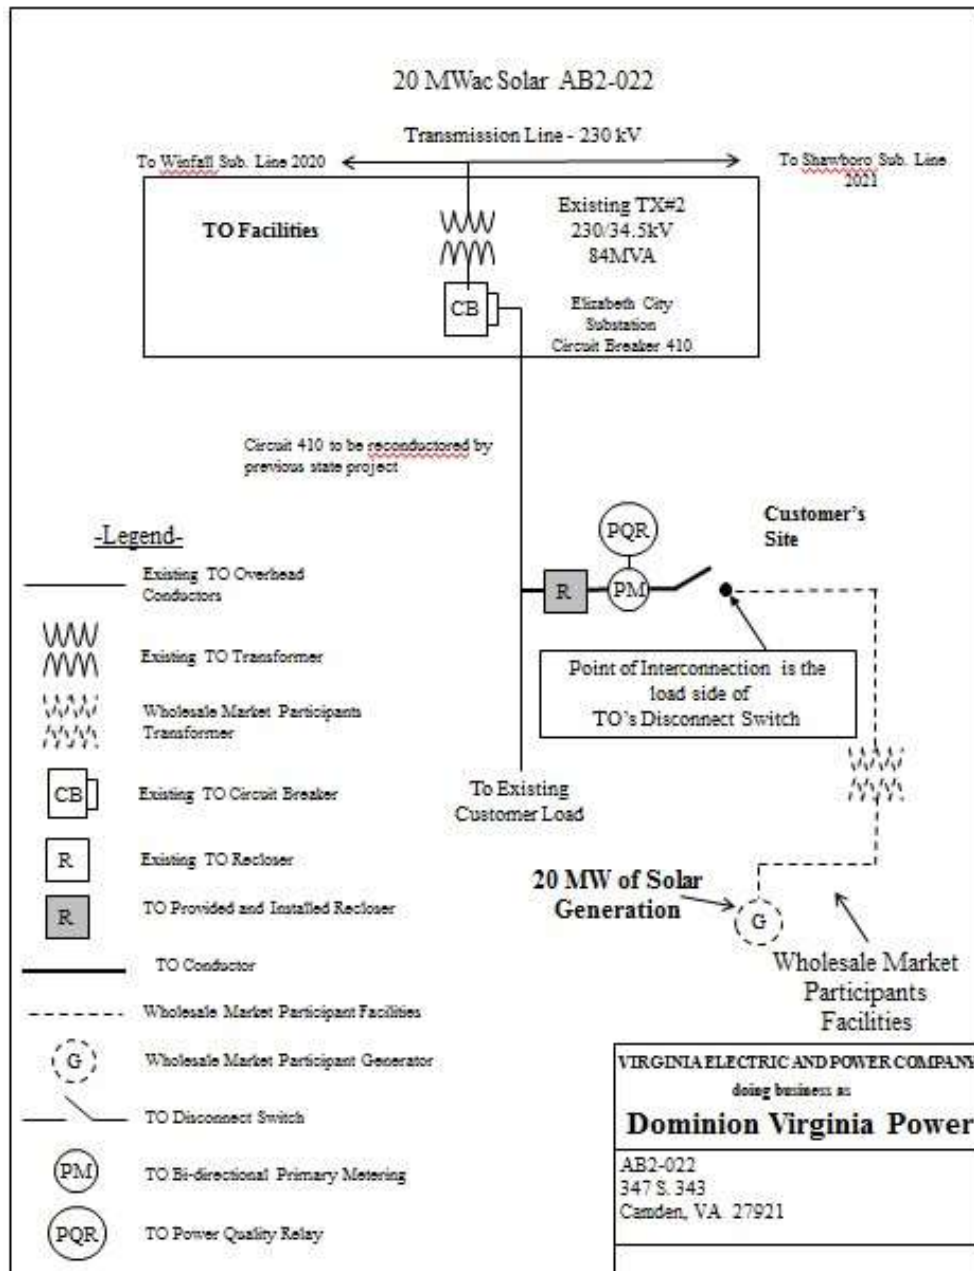 20 MWac Solar AB2-022
Transmission Line - 230 kV
To Winfall Sub. Line 2020
To Shawboro Sub. Line
2021
TO Facilities
Existing TX#2
230/34.5kV
84MVA
CB
Elizabeth City
Substation
Circuit Breaker 410
Circuit 410 to be reconductored by
previous state project
PQR
R
PM
Customer's
Site
Point of Interconnection is the
load side of
TO's Disconnect Switch
To Existing
Customer Load
20 MW of Solar
Generation
G
Wholesale Market
Participants
Facilities
-Legend-
Existing TO Overhead
Conductors
Existing TO Transformer
Wholesale Market Participants
Transformer
CB
Existing TO Circuit Breaker
R
Existing TO Recloser
R
TO Provided and Installed Recloser
TO Conductor
Wholesale Market Participant Facilities
G
Wholesale Market Participant Generator
TO Disconnect Switch
PM
TO Bi-directional Primary Metering
PQR
TO Power Quality Relay
VIRGINIA ELECTRIC AND POWER COMPANY
doing business as
Dominion Virginia Power
AB2-022
347 S. 343
Camden, VA 27921